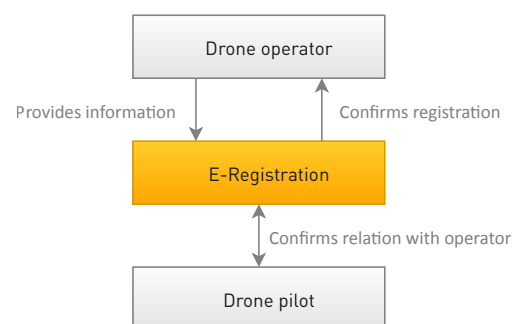 Drone operator
Provides information
Confirms registration
E-Registration
Confirms relation with operator
Drone pilot